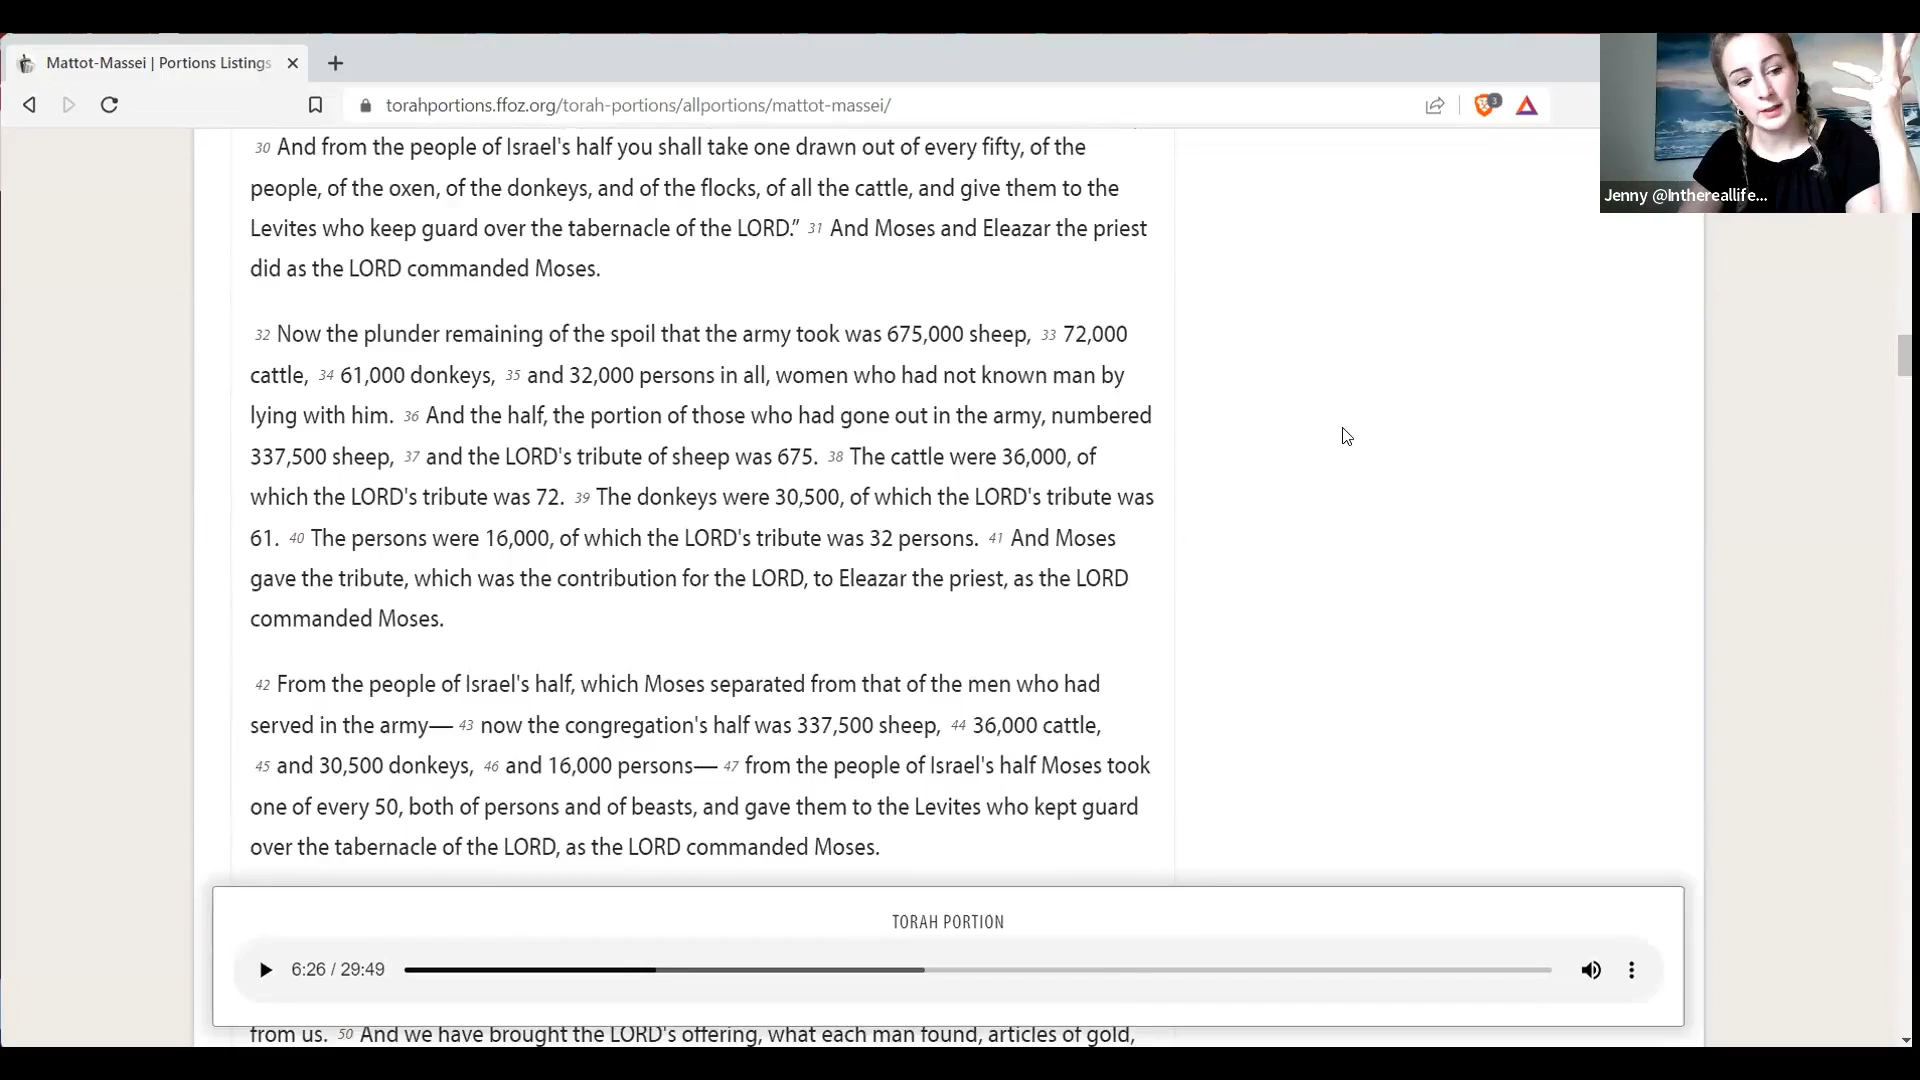 Mattot-Massei | Portions Listings
torahportions.ffoz.org/torah-portions/allportions/mattot-massei/
3
Jenny @Inthereallife...
30 And from the people of Israel's half you shall take one drawn out of every fifty, of the
people, of the oxen, of the donkeys, and of the flocks, of all the cattle, and give them to the
Levites who keep guard over the tabernacle of the LORD.” 31 And Moses and Eleazar the priest
did as the LORD commanded Moses.
32 Now the plunder remaining of the spoil that the army took was 675,000 sheep, 33 72,000
cattle, 34 61,000 donkeys, 35 and 32,000 persons in all, women who had not known man by
lying with him. 36 And the half, the portion of those who had gone out in the army, numbered
337,500 sheep, 37 and the LORD's tribute of sheep was 675. 38 The cattle were 36,000, of
which the LORD's tribute was 72. 39 The donkeys were 30,500, of which the LORD's tribute was
61. 40 The persons were 16,000, of which the LORD's tribute was 32 persons. 41 And Moses
gave the tribute, which was the contribution for the LORD, to Eleazar the priest, as the LORD
commanded Moses.
42 From the people of Israel's half, which Moses separated from that of the men who had
served in the army— 43 now the congregation's half was 337,500 sheep, 44 36,000 cattle,
45 and 30,500 donkeys, 46 and 16,000 persons— 47 from the people of Israel's half Moses took
one of every 50, both of persons and of beasts, and gave them to the Levites who kept guard
over the tabernacle of the LORD, as the LORD commanded Moses.
TORAH PORTION
6:26 / 29:49
from us. 50 And we have brought the LORD's offering, what each man found, articles of gold,